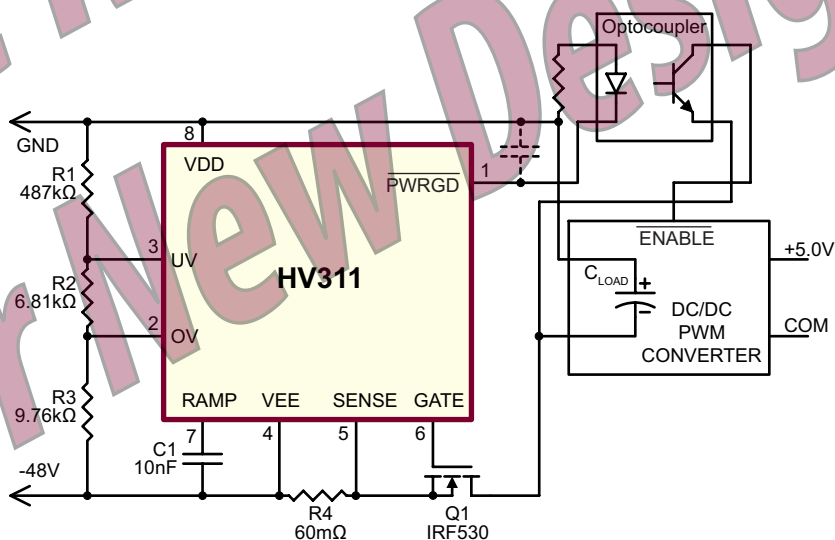 Optocoupler
r New Desig
GND
8
VDD
1
PWRGD
R1
487kΩ
3
UV
HV311
R2
6.81kΩ
2
OV
ENABLE
+5.0V
CLOAD
+
-
DC/DC
PWM
CONVERTER
COM
R3
9.76kΩ
RAMP VEE SENSE GATE
7
4
5
6
C1
10nF
-48V
R4
60mΩ
Q1
IRF530